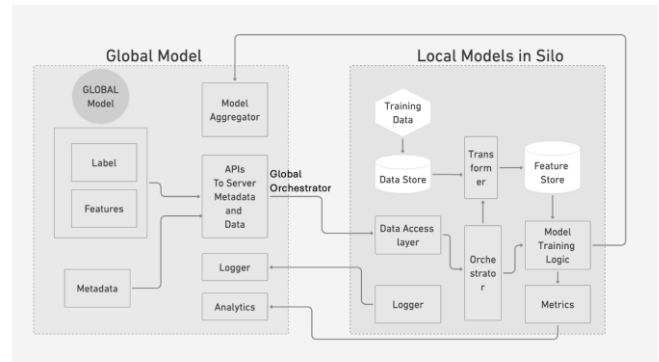 Global Model
Local Models in Silo
GLOBAL
Model
Label
Features
Metadata
Model
Aggregator
APIs
To Server
Metadata
and
Data
Global
Orchestrator
Logger
Analytics
Training
Data
Data Store
Trans
form
er
Feature
Store
Data Access
layer
Orche
strato
r
Model
Training
Logic
Logger
Metrics